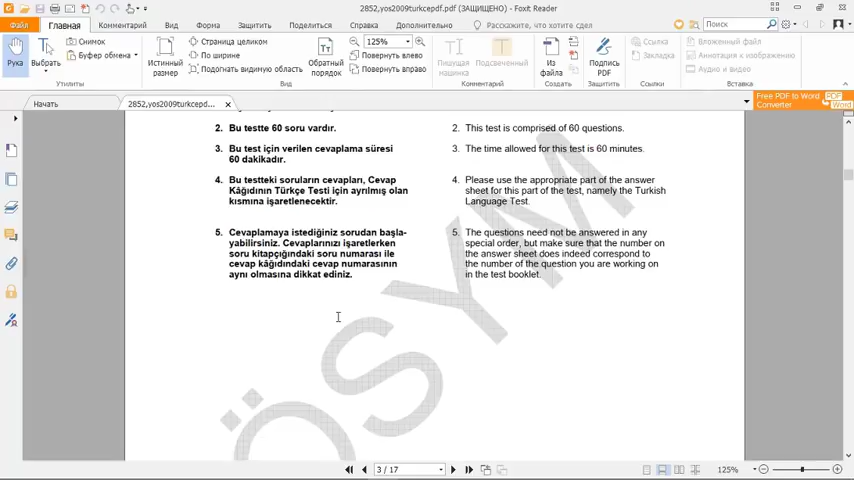 2852,yos2009turkcepdf.pdf (ЗАЩИЩЕНО) - Foxit Reader
Файл Главная Комментарий Вид Форма Защитить Поделиться Справка Дополнительно Расскажите, что хотите сдел Поиск
Рука
Выбрать
Снимок
Буфер обмена
Утилиты
Истинный размер
Страница целиком
По ширине
Подогнать видимую область
Обратный порядок
125%
Повернуть влево
Повернуть вправо
Вид
Пишущая машинка
Подсвеченный
Комментарий
Из файла
Создать
Подпись PDF
Защитить
Ссылка
Закладка
Ссылки
Вложенный файл
Аннотация к изображению
Аудио и видео
Вставка
Начать
2852,yos2009turkcepdf...
Free PDF to Word
Converter
2. Bu testte 60 soru vardır.
3. Bu test için verilen cevaplama süresi
60 dakikadır.
4. Bu testteki soruların cevapları, Cevap
Kâğıdının Türkçe Testi için ayrılmış olan
kısmına işaretlenecektir.
5. Cevaplamaya istediğiniz sorudan başla-
yabilirsiniz. Cevaplarınızı işaretlerken
soru kitapçığındaki soru numarası ile
cevap kâğıdındaki cevap numarasının
aynı olmasına dikkat ediniz.
2. This test is comprised of 60 questions.
3. The time allowed for this test is 60 minutes.
4. Please use the appropriate part of the answer
sheet for this part of the test, namely the Turkish
Language Test.
5. The questions need not be answered in any
special order, but make sure that the number on
the answer sheet does indeed correspond to
the number of the question you are working on
in the test booklet.
ÖSYM
3 / 17
125%